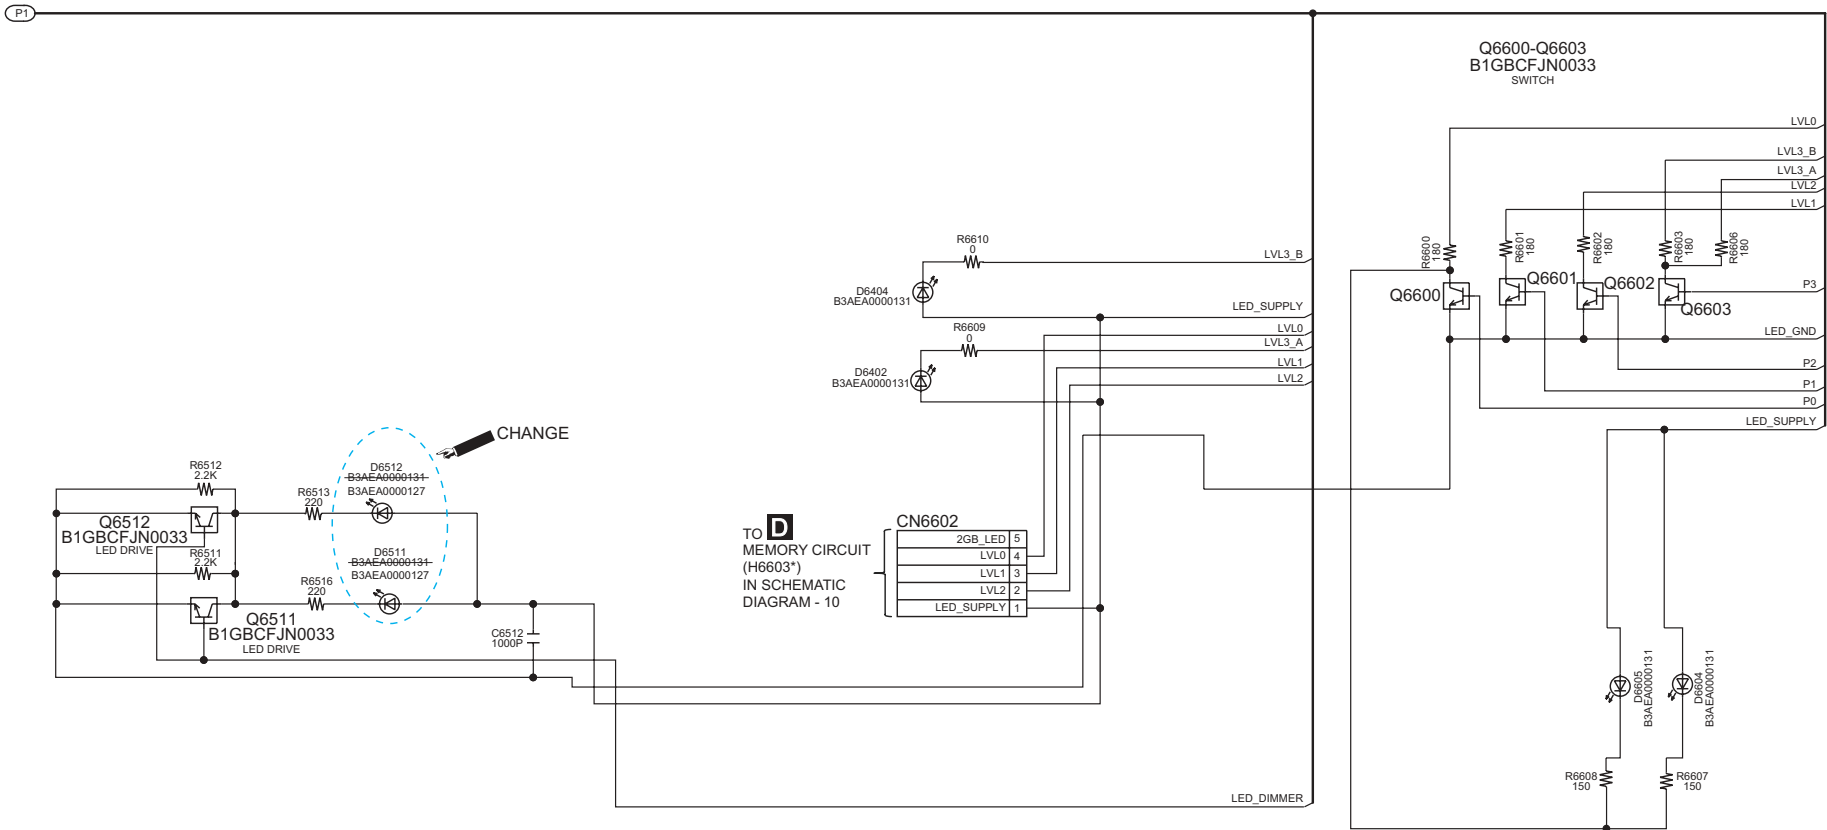 P1
Q6600-Q6603
B1GBCFJN0033
SWITCH
LVL0
LVL3_B
LVL3_A
LVL2
LVL1
R6600
180
R6601
180
R6602
180
R6603
180
R6606
180
Q6600
Q6601
Q6602
Q6603
P3
LED_GND
P2
P1
P0
LED_SUPPLY
R6610
0
LVL3_B
D6404
B3AEA0000131
LED_SUPPLY
R6609
0
LVL0
LVL3_A
LVL1
LVL2
D6402
B3AEA0000131
CHANGE
R6512
2.2K
R6513
220
D6512
B3AEA0000131
B3AEA0000127
Q6512
B1GBCFJN0033
LED DRIVE
R6511
2.2K
D6511
B3AEA0000131
B3AEA0000127
R6516
220
Q6511
B1GBCFJN0033
LED DRIVE
C6512
1000P
TO D
MEMORY CIRCUIT
(H6603*)
IN SCHEMATIC
DIAGRAM - 10
CN6602
2GB_LED 5
LVL0 4
LVL1 3
LVL2 2
LED_SUPPLY 1
D6605
B3AEA0000131
D6604
B3AEA0000131
R6608
150
R6607
150
LED_DIMMER